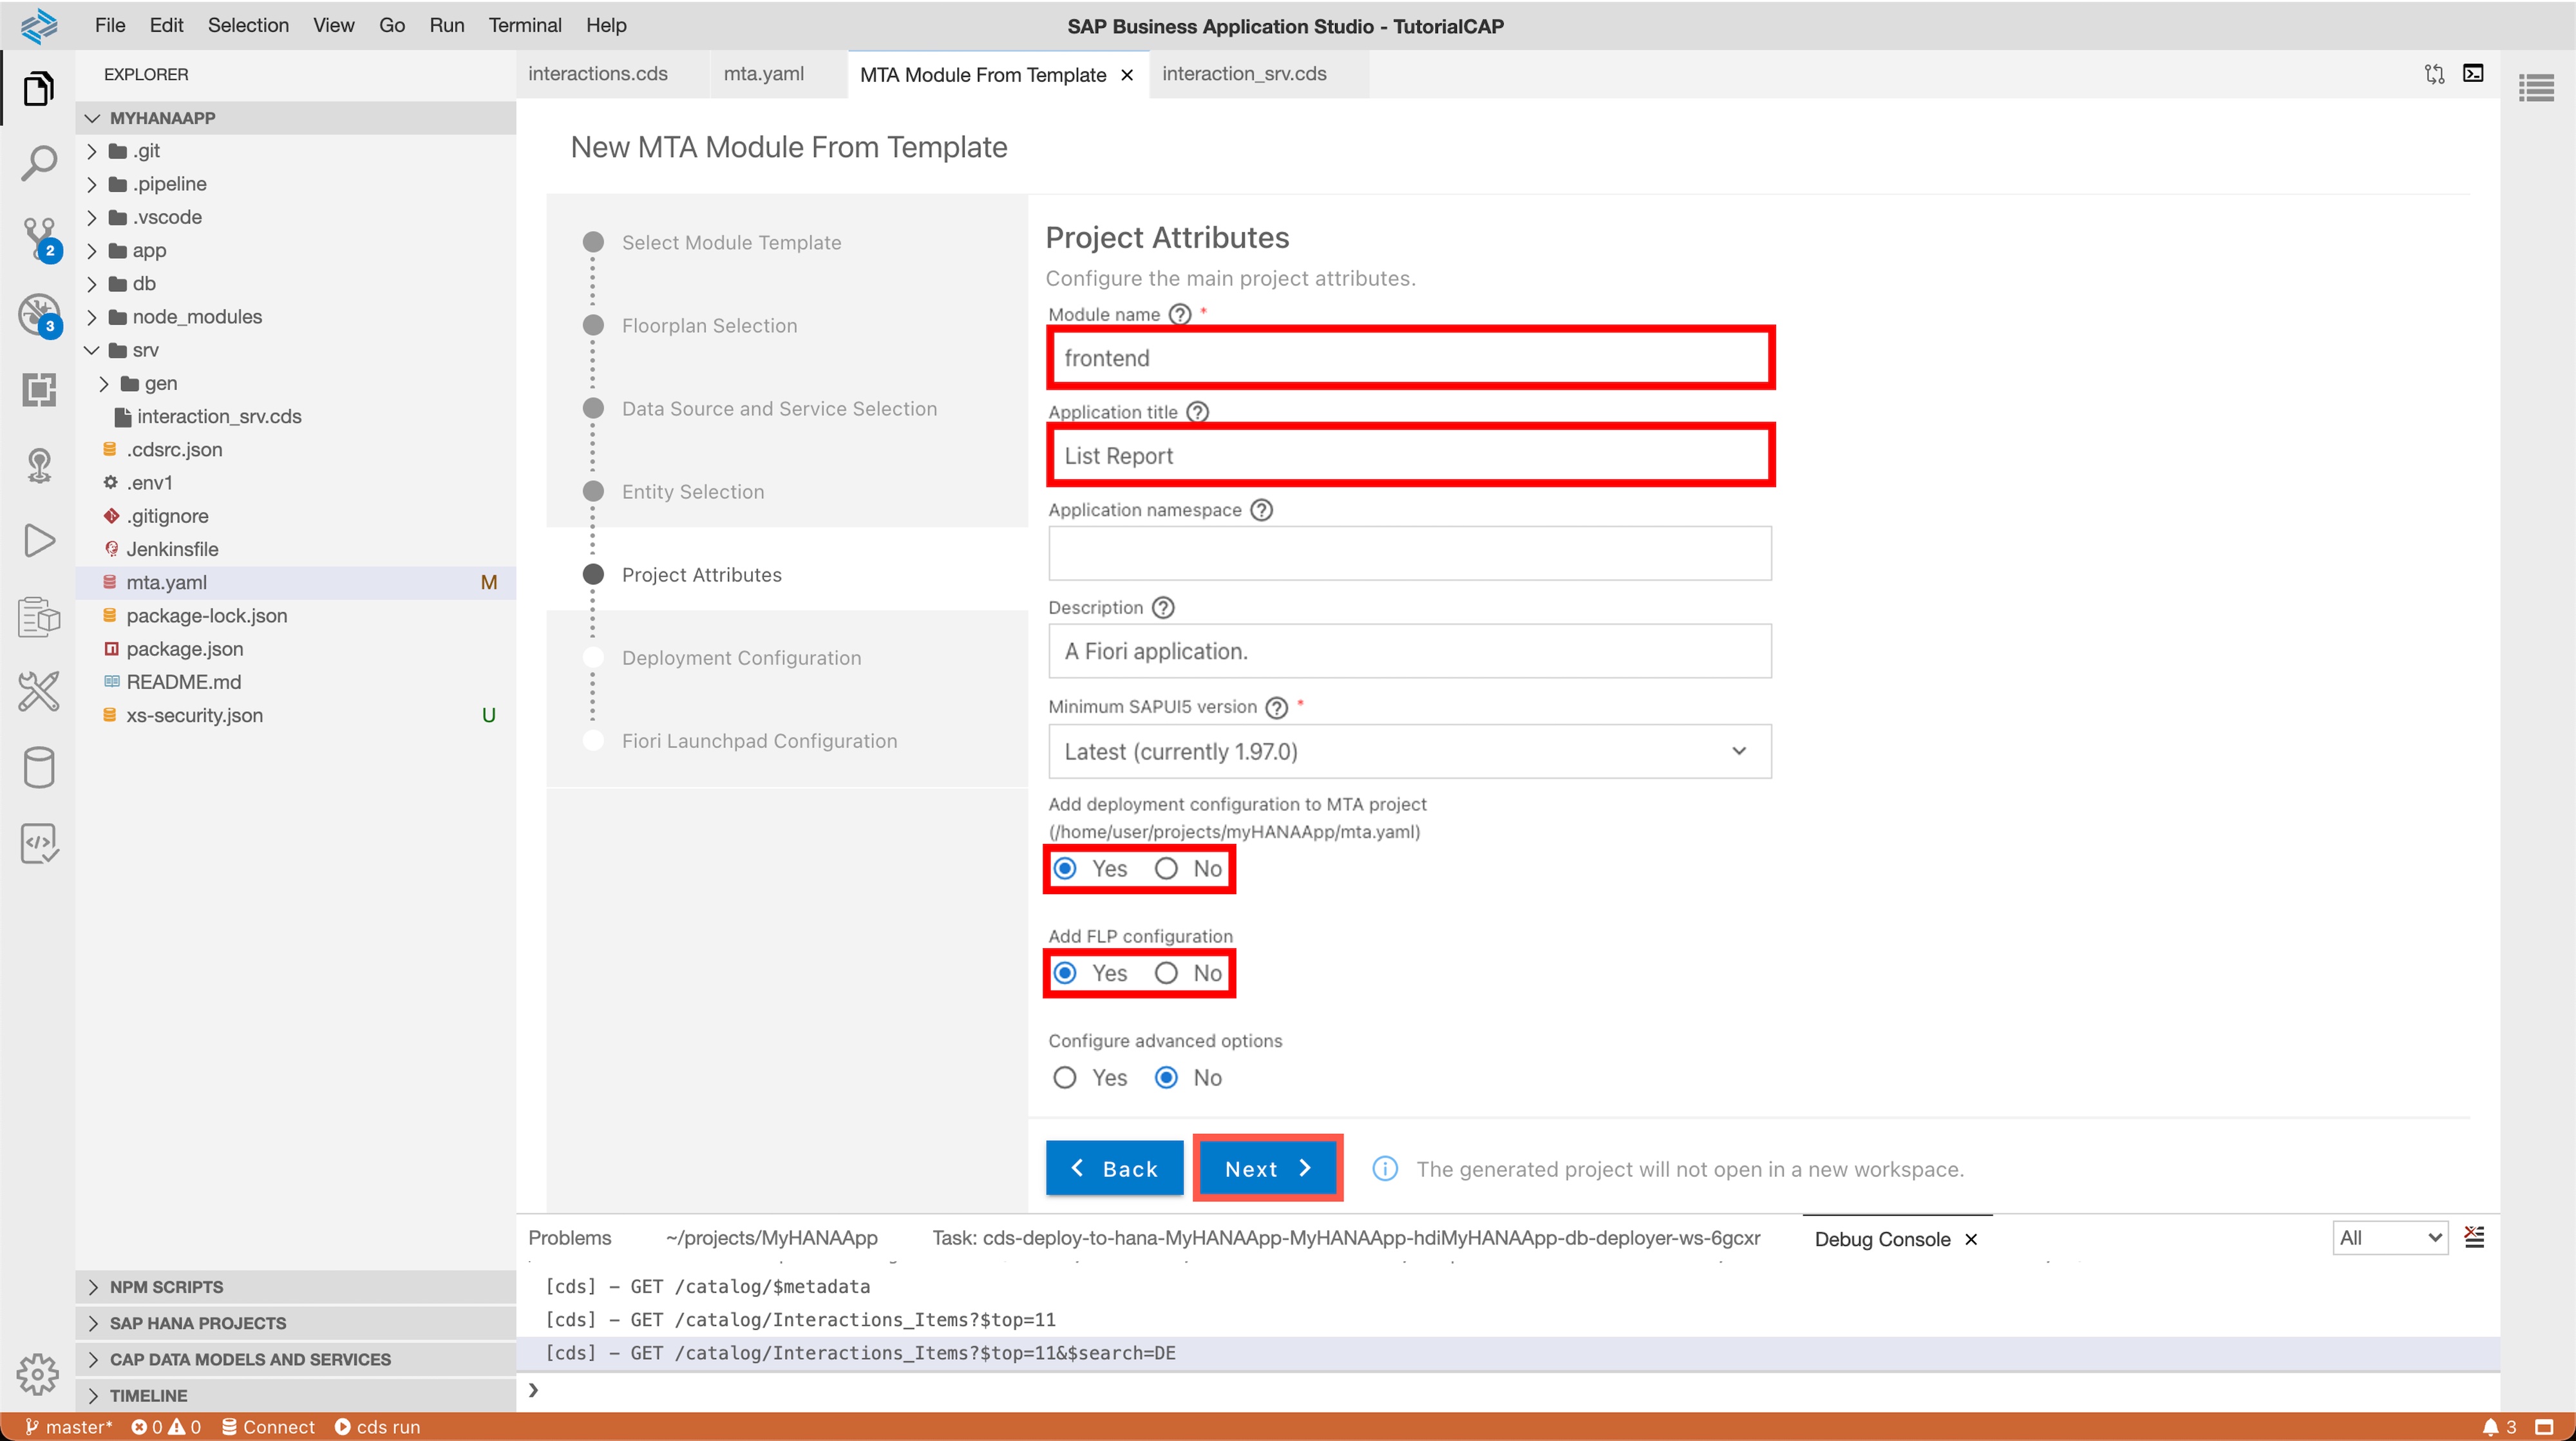 File Edit Selection View Go Run Terminal Help
SAP Business Application Studio - TutorialCAP
EXPLORER
MYHANAAPP
.git
.pipeline
.vscode
app
db
node_modules
srv
gen
interaction_srv.cds
.cdsrc.json
.env1
.gitignore
Jenkinsfile
mta.yaml M
package-lock.json
package.json
README.md
xs-security.json U
2
3
NPM SCRIPTS
SAP HANA PROJECTS
CAP DATA MODELS AND SERVICES
TIMELINE
interactions.cds mta.yaml MTA Module From Template × interaction_srv.cds
New MTA Module From Template
Select Module Template
Floorplan Selection
Data Source and Service Selection
Entity Selection
Project Attributes
Deployment Configuration
Fiori Launchpad Configuration
Project Attributes
Configure the main project attributes.
Module name ? *
frontend
Application title ?
List Report
Application namespace ?
Description ?
A Fiori application.
Minimum SAPUI5 version ? *
Latest (currently 1.97.0)
Add deployment configuration to MTA project
(/home/user/projects/myHANAApp/mta.yaml)
Yes No
Add FLP configuration
Yes No
Configure advanced options
Yes No
Back Next The generated project will not open in a new workspace.
Problems ~/projects/MyHANAApp Task: cds-deploy-to-hana-MyHANAApp-MyHANAApp-hdiMyHANAApp-db-deployer-ws-6gcxr Debug Console × All
[cds] - GET /catalog/$metadata
[cds] - GET /catalog/Interactions_Items?$top=11
[cds] - GET /catalog/Interactions_Items?$top=11&$search=DE
master* 0 0 Connect cds run 3